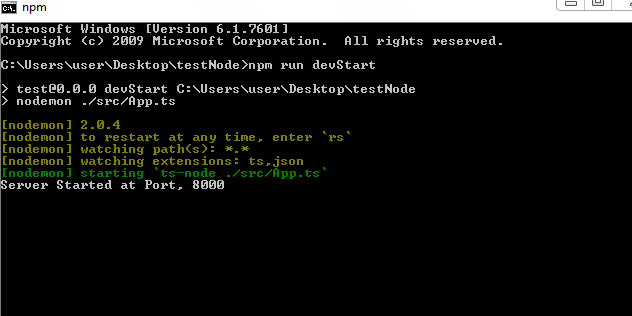 npm
Microsoft Windows [Version 6.1.7601]
Copyright (c) 2009 Microsoft Corporation.  All rights reserved.
C:\Users\user\Desktop\testNode>npm run devStart
> test@0.0.0 devStart C:\Users\user\Desktop\testNode
> nodemon ./src/App.ts
[nodemon] 2.0.4
[nodemon] to restart at any time, enter `rs`
[nodemon] watching path(s): *.*
[nodemon] watching extensions: ts,json
[nodemon] starting `ts-node ./src/App.ts`
Server Started at Port, 8000